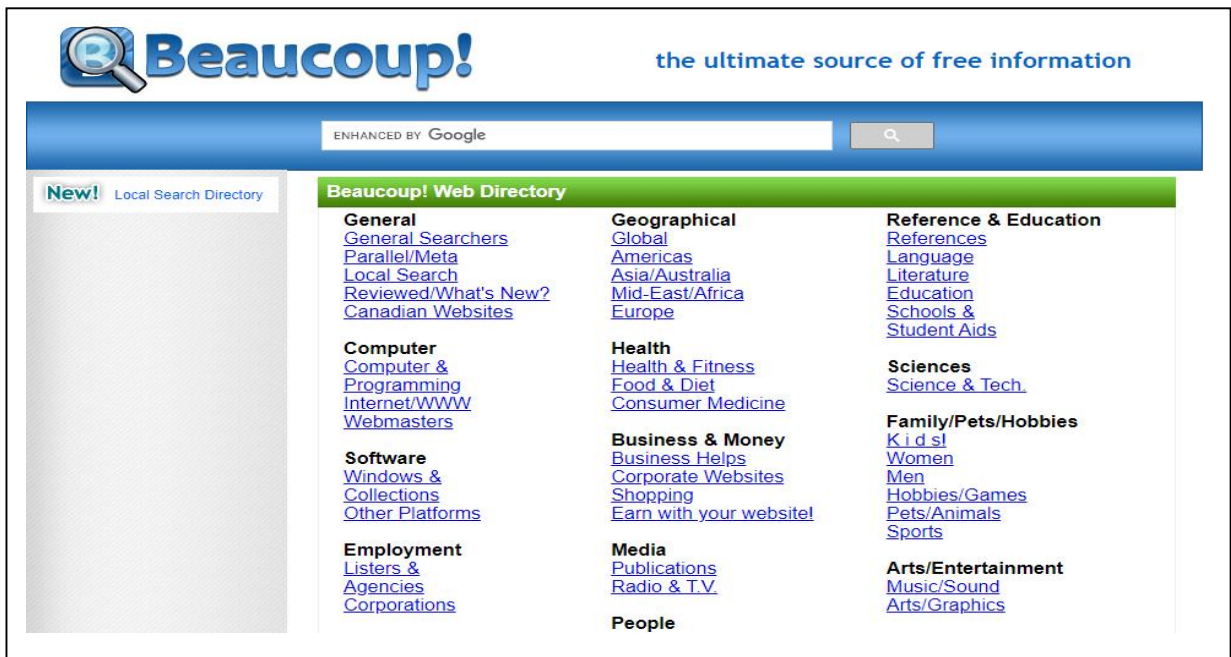 Beaucoup!
the ultimate source of free information
ENHANCED BY Google
New! Local Search Directory
Beaucoup! Web Directory
General
General Searchers
Parallel/Meta
Local Search
Reviewed/What's New?
Canadian Websites
Computer
Computer &
Programming
Internet/WWW
Webmasters
Software
Windows &
Collections
Other Platforms
Employment
Listers &
Agencies
Corporations
Geographical
Global
Americas
Asia/Australia
Mid-East/Africa
Europe
Health
Health & Fitness
Food & Diet
Consumer Medicine
Business & Money
Business Helps
Corporate Websites
Shopping
Earn with your website!
Media
Publications
Radio & T.V.
People
Reference & Education
References
Language
Literature
Education
Schools &
Student Aids
Sciences
Science & Tech.
Family/Pets/Hobbies
K i d s!
Women
Men
Hobbies/Games
Pets/Animals
Sports
Arts/Entertainment
Music/Sound
Arts/Graphics